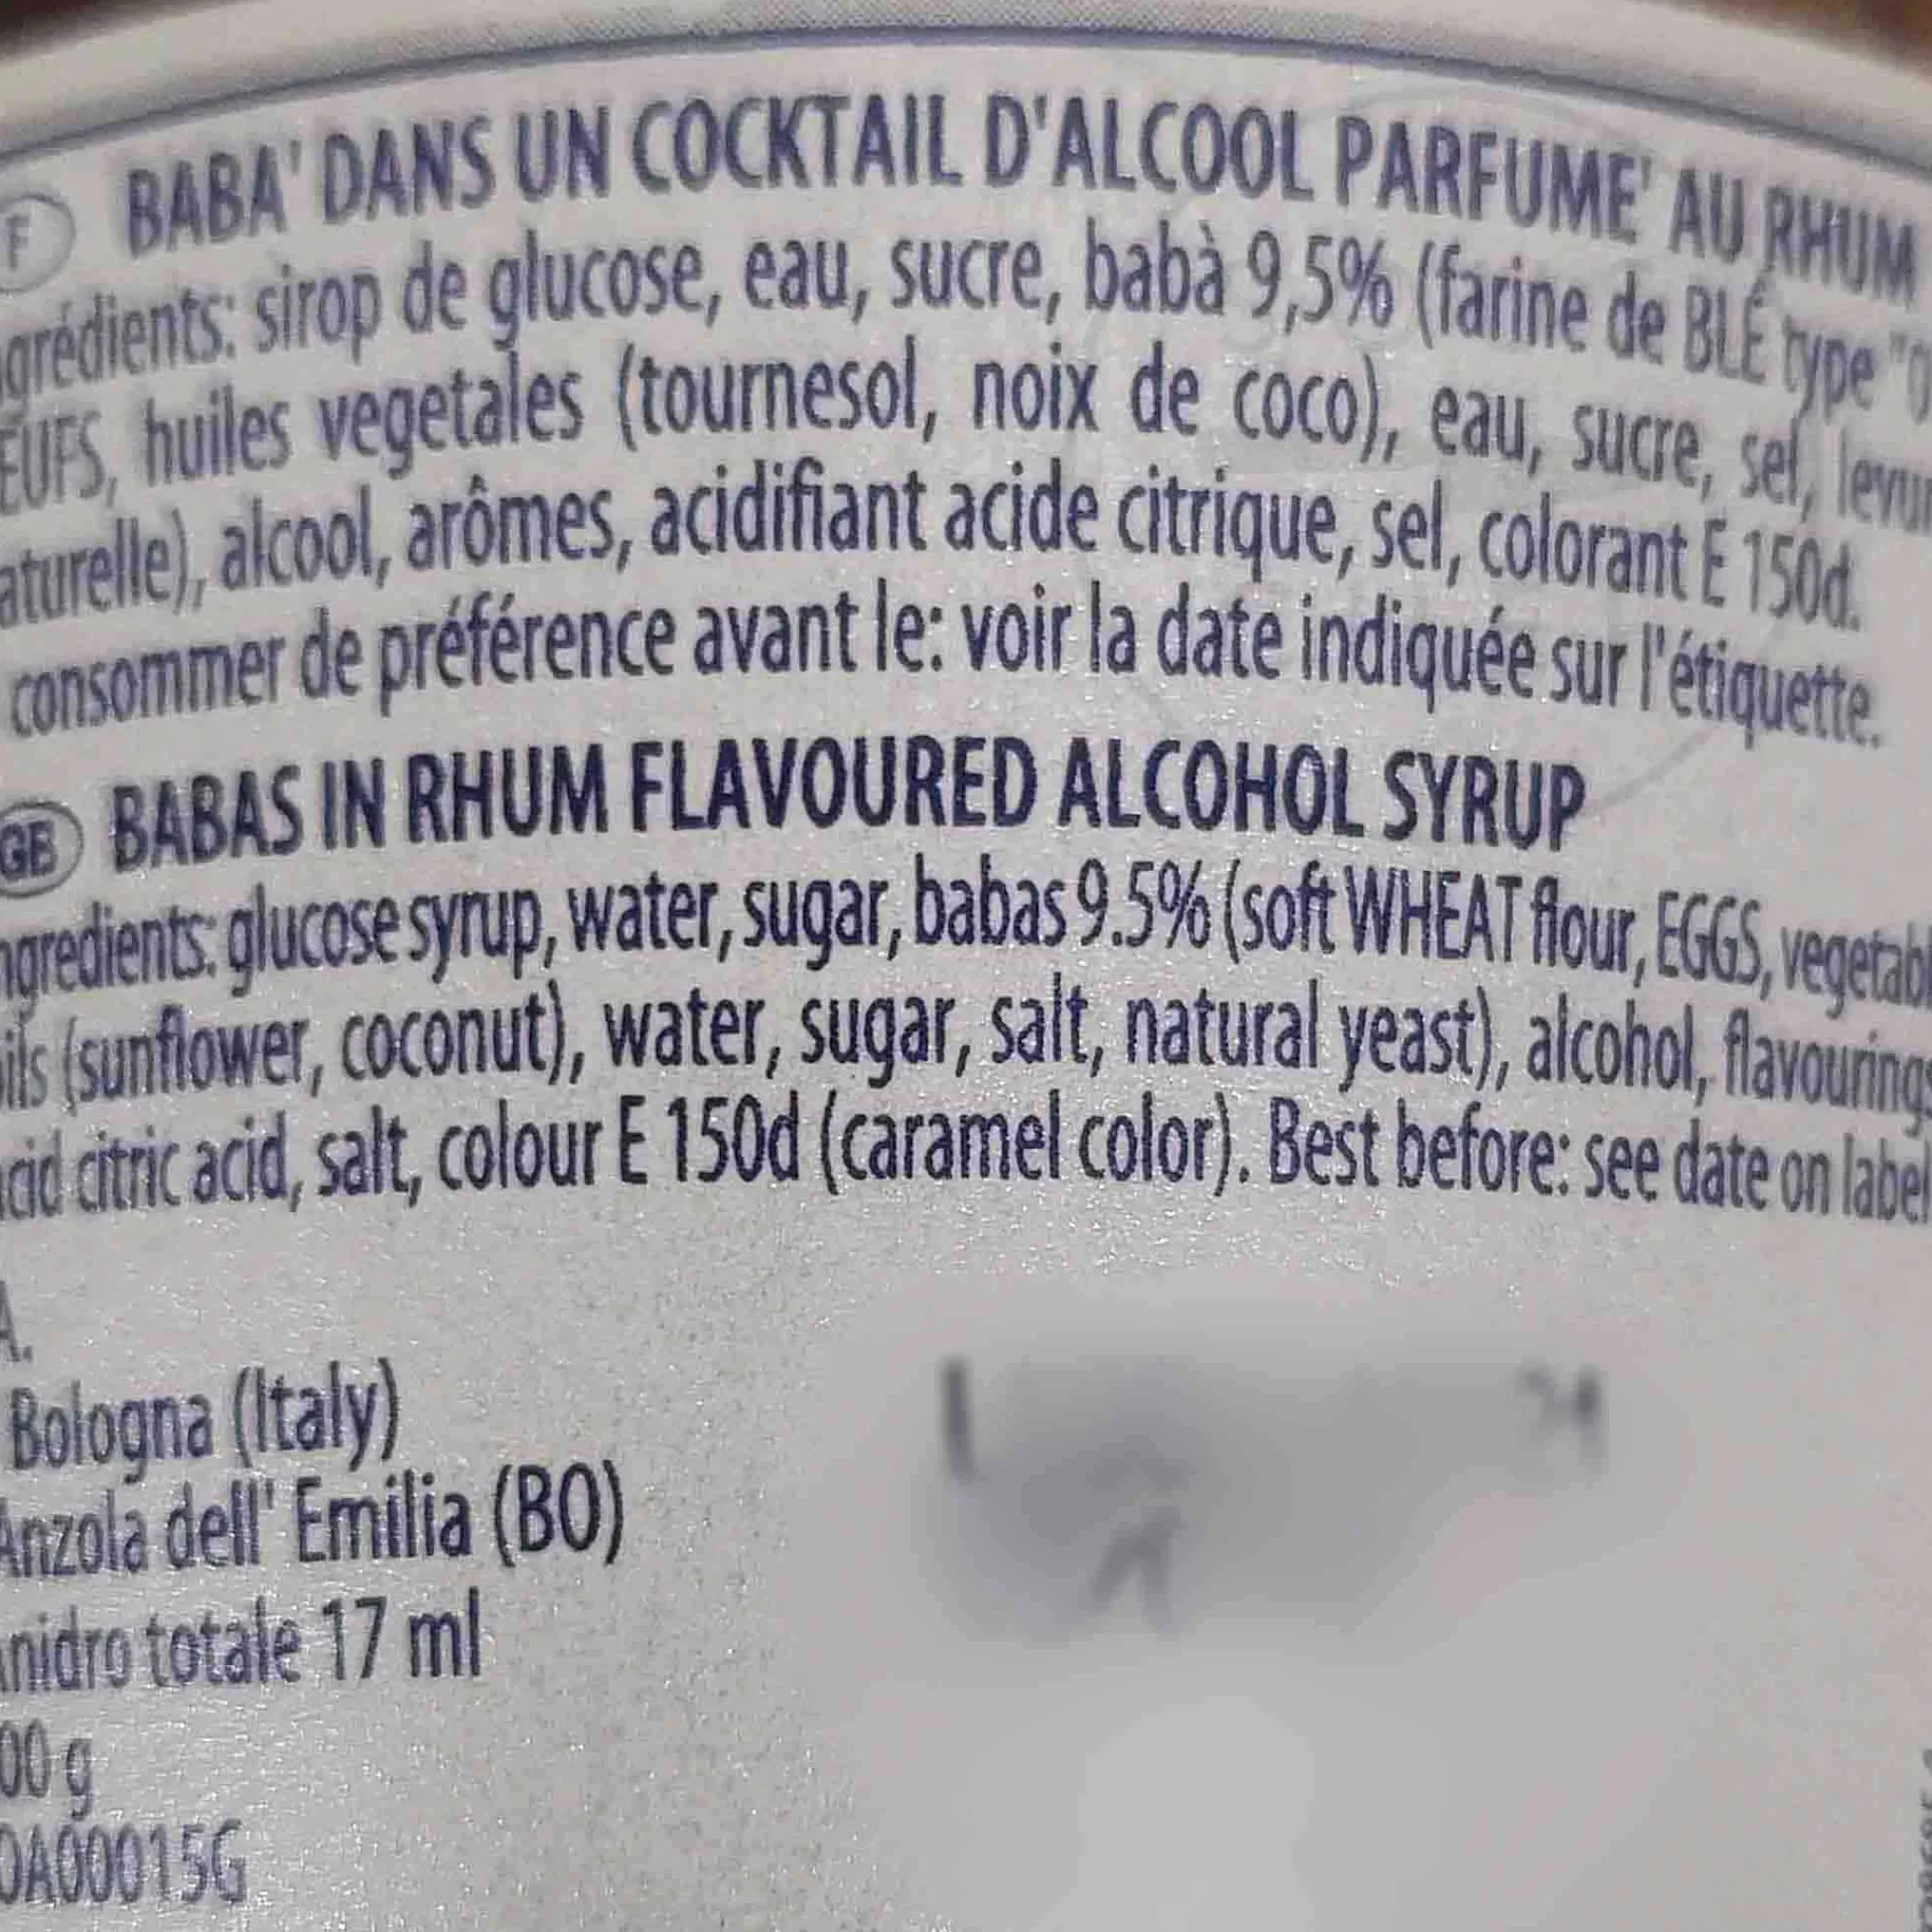 F BABA' DANS UN COCKTAIL D'ALCOOL PARFUME' AU RHUM
grédients: sirop de glucose, eau, sucre, babà 9,5% (farine de BLÉ type "0
EUFS, huiles vegetales (tournesol, noix de coco), eau, sucre, sel, levur
aturelle), alcool, arômes, acidifiant acide citrique, sel, colorant E 150d.
consommer de préférence avant le: voir la date indiquée sur l'étiquette.
GB BABAS IN RHUM FLAVOURED ALCOHOL SYRUP
ngredients: glucose syrup, water, sugar, babas 9.5% (soft WHEAT flour, EGGS, vegetabl
ils (sunflower, coconut), water, sugar, salt, natural yeast), alcohol, flavourings
cid citric acid, salt, colour E 150d (caramel color). Best before: see date on label
A.
Bologna (Italy)
Anzola dell' Emilia (BO)
nidro totale 17 ml
00 g
0A00015G